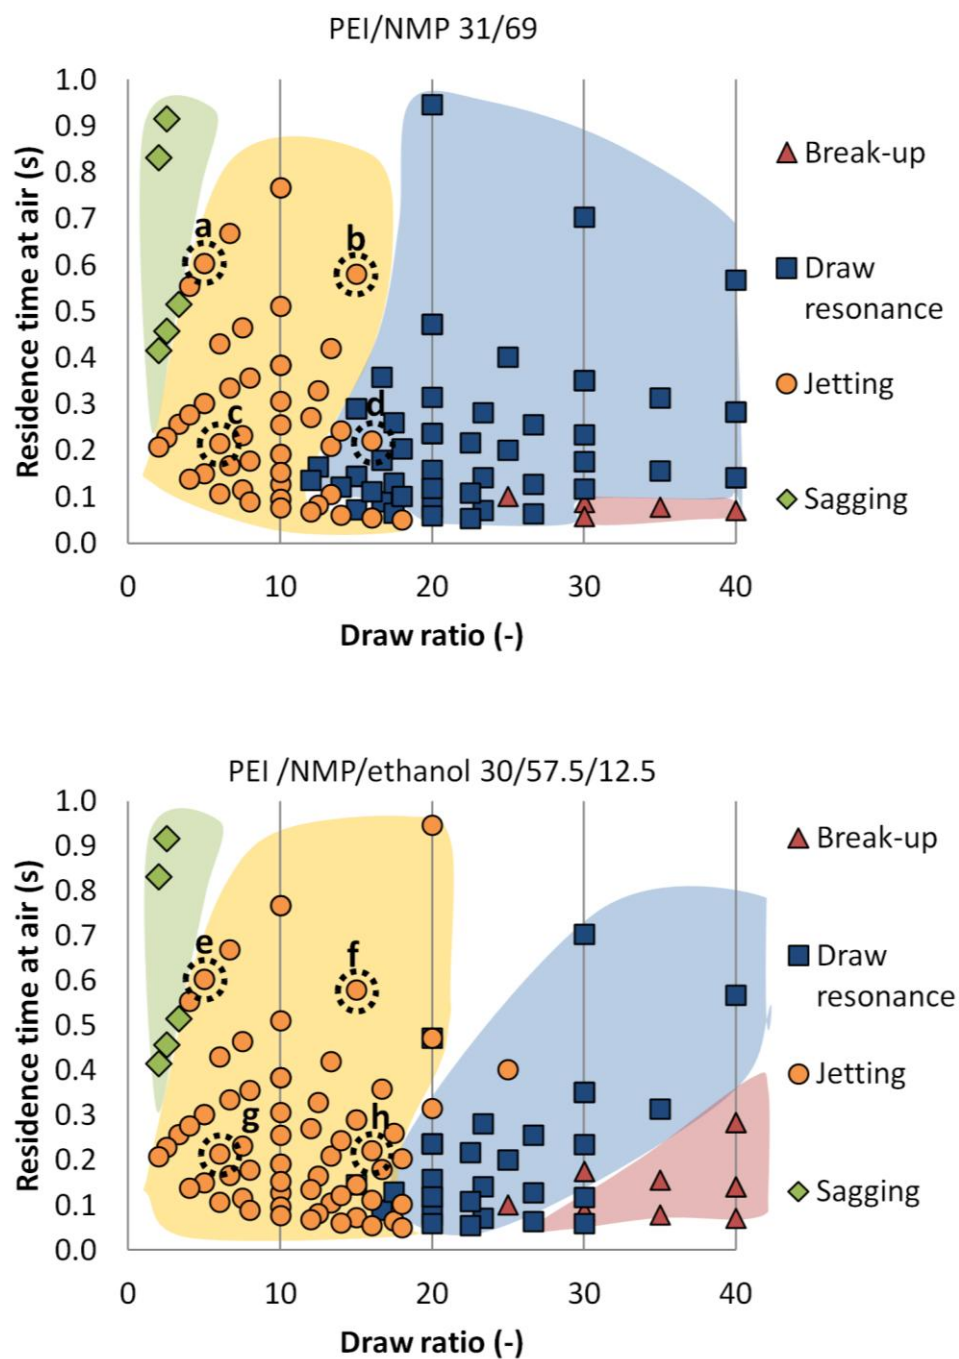 PEI/NMP 31/69
Residence time at air (s)
1.0
0.9
0.8
0.7
0.6
0.5
0.4
0.3
0.2
0.1
0.0
a
b
c
d
0 10 20 30 40
Draw ratio (-)
Break-up
Draw
resonance
Jetting
Sagging
PEI /NMP/ethanol 30/57.5/12.5
Residence time at air (s)
1.0
0.9
0.8
0.7
0.6
0.5
0.4
0.3
0.2
0.1
0.0
e
f
g
h
0 10 20 30 40
Draw ratio (-)
Break-up
Draw
resonance
Jetting
Sagging